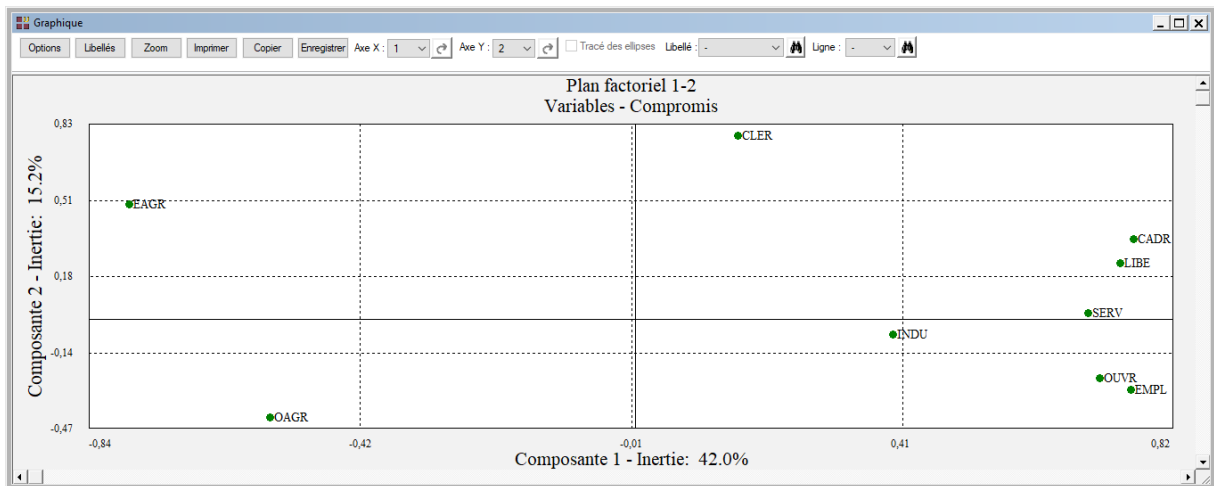 Graphique
Options Libellés Zoom Imprimer Copier Enregistrer Axe X : 1 Axe Y : 2 Tracé des ellipses Libellé : - Ligne : -
Plan factoriel 1-2
Variables - Compromis
Composante 2 - Inertie: 15.2%
0,83
CLER
0,51
EAGR
CADR
LIBE
0,18
SERV
INDU
-0,14
OUVR
EMPL
OAGR
-0,47
-0,84 -0,42 -0,01 0,41 0,82
Composante 1 - Inertie: 42.0%